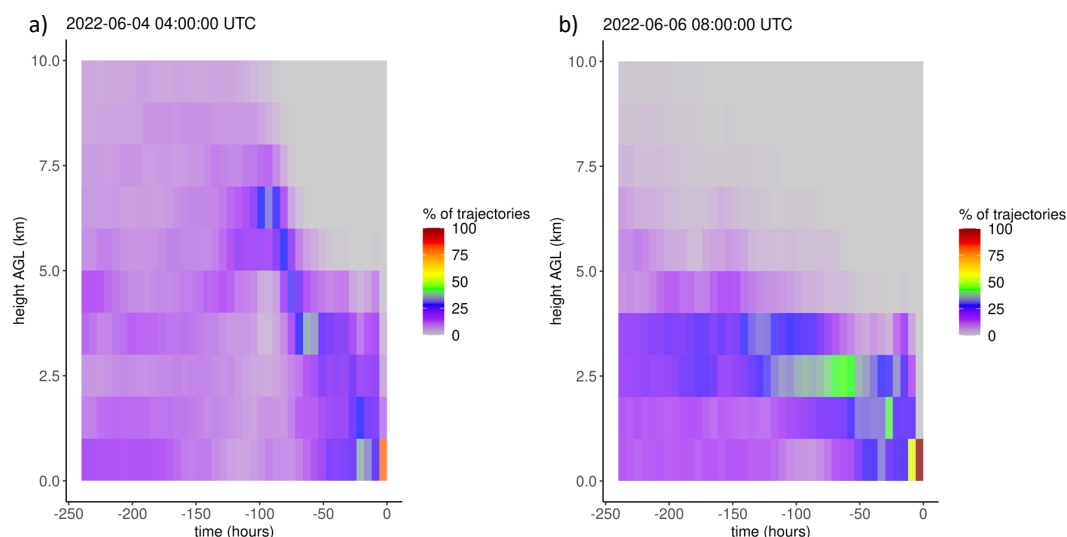 a) 2022-06-04 04:00:00 UTC
10.0
7.5
5.0
2.5
0.0
height AGL (km)
-250 -200 -150 -100 -50 0
time (hours)
% of trajectories
100
75
50
25
0
b) 2022-06-06 08:00:00 UTC
10.0
7.5
5.0
2.5
0.0
height AGL (km)
-250 -200 -150 -100 -50 0
time (hours)
% of trajectories
100
75
50
25
0